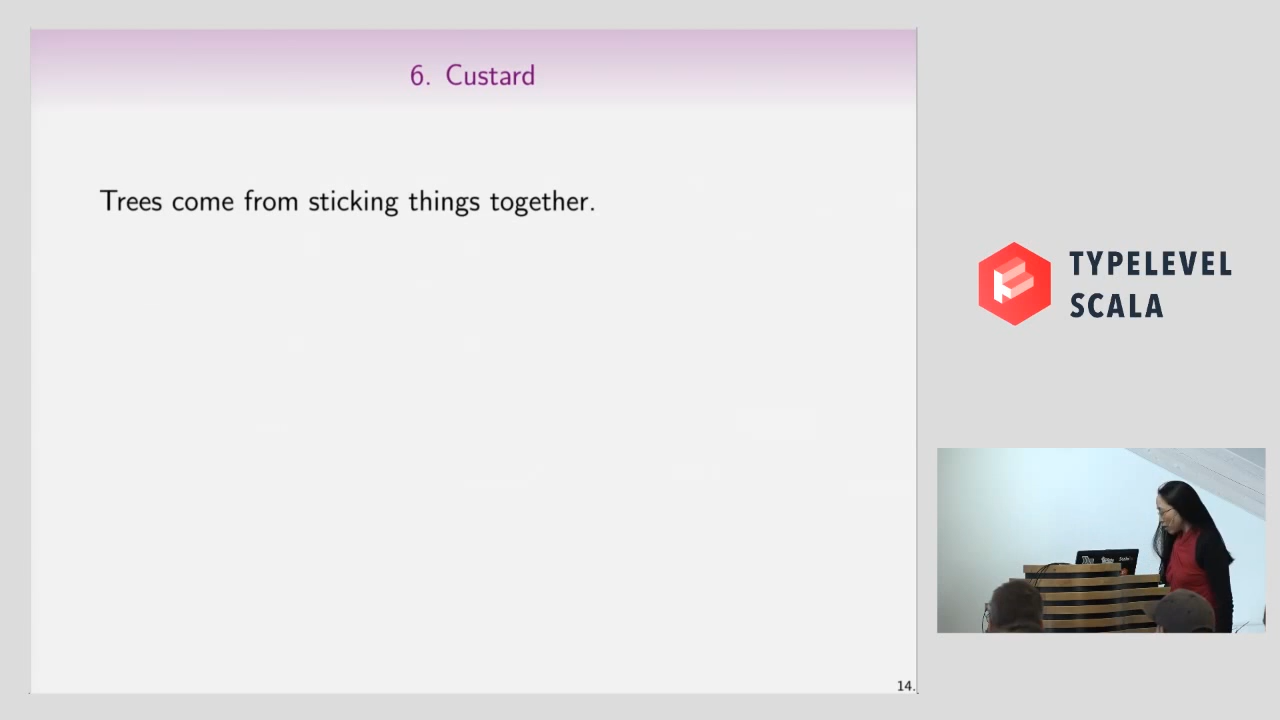 6. Custard
Trees come from sticking things together.
14.
TYPELEVEL
SCALA